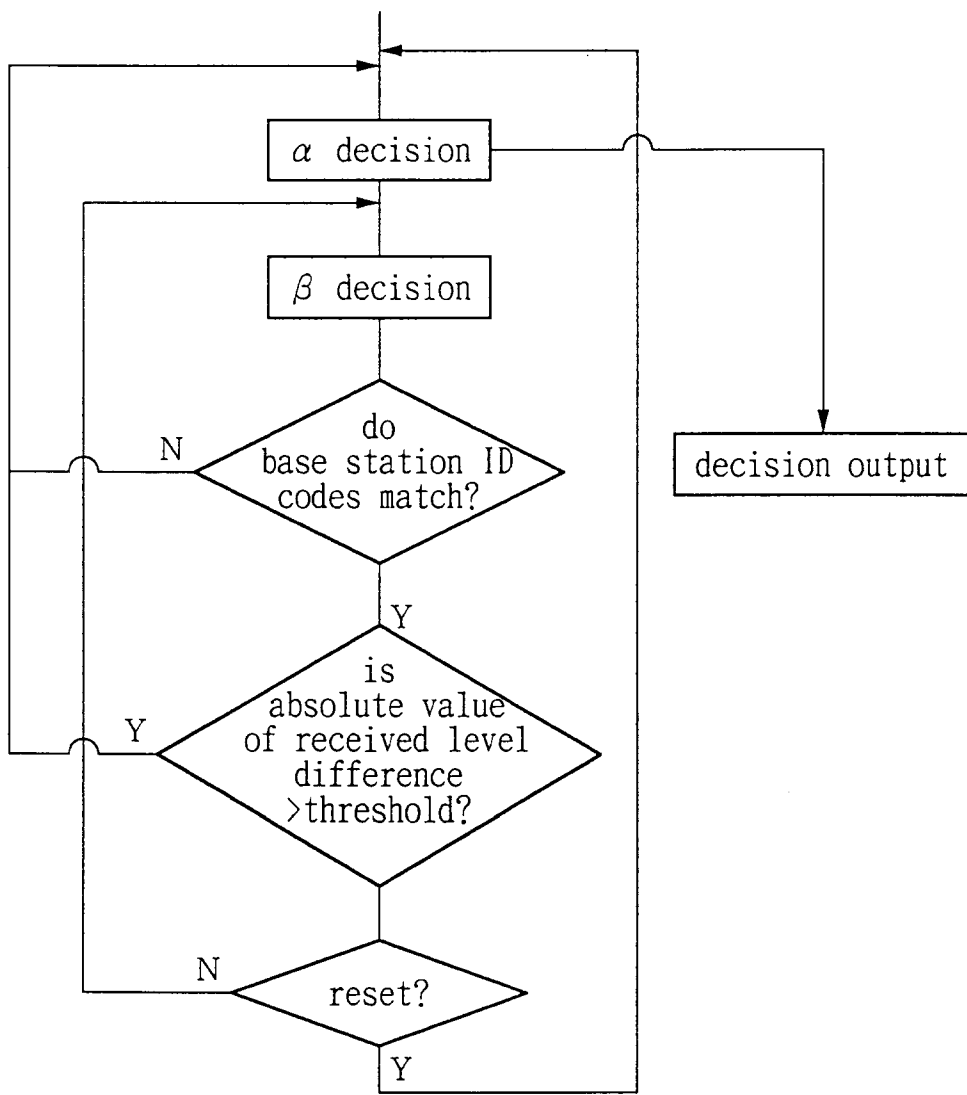 α decision
β decision
N
do
base station ID
codes match?
decision output
Y
is
absolute value
of received level
difference
>threshold?
Y
N
reset?
Y